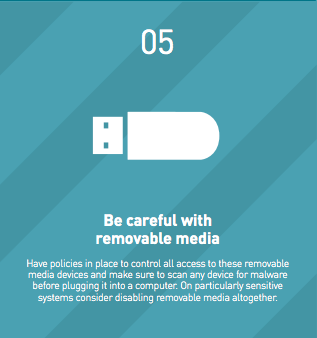 05
Be careful with
removable media
Have policies in place to control all access to these removable
media devices and make sure to scan any device for malware
before plugging it into a computer. On particularly sensitive
systems consider disabling removable media altogether.